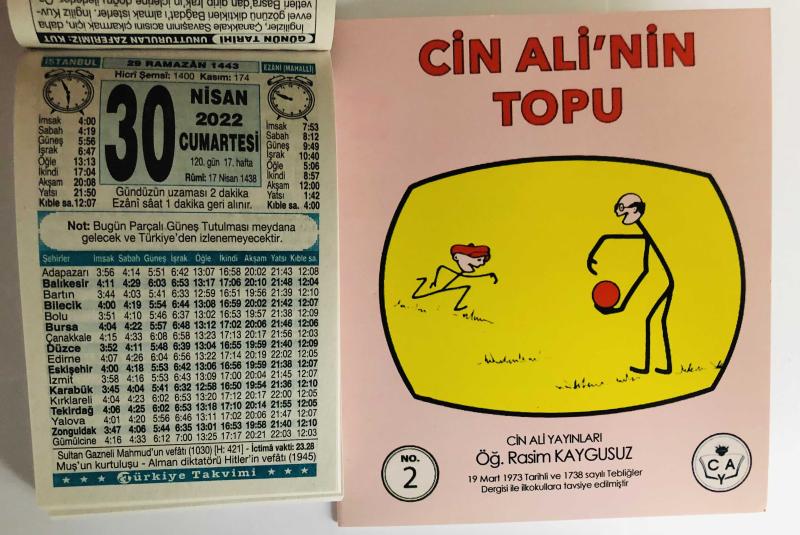 İngilizler, Çanakkale Savaşının acısını çıkarmak için, daha
evvel gözünü diktikleri Bağdat'ı almak isterler. İngiliz kuv-
GÜNÜN TARİHİ UNUTTURULAN ZAFERİMİZ: KUT
İSTANBUL
29 RAMAZÂN 1443
EZÂNÎ (MAHALLÎ)
Hicrî Şemsî: 1400 Kasım: 174
30
NİSAN
2022
CUMARTESİ
120. gün 17. hafta
Rûmî: 17 Nisan 1438
İmsak 4:00
Sabah 4:19
Güneş 5:56
İşrak 6:47
Öğle 13:13
İkindi 17:04
Akşam 20:08
Yatsı 21:50
Kıble sa. 12:07
İmsak 7:53
Sabah 8:12
Güneş 9:49
İşrak 10:40
Öğle 5:06
İkindi 8:57
Akşam 12:00
Yatsı 1:42
Kıble sa. 4:00
Gündüzün uzaması 2 dakika
Ezânî sâat 1 dakika geri alınır.
Not: Bugün Parçalı Güneş Tutulması meydana
gelecek ve Türkiye'den izlenemeyecektir.
Şehirler İmsak Sabah Güneş İşrak. Öğle İkindi Akşam Yatsı Kıble sa.
Adapazarı 3:56 4:14 5:51 6:42 13:07 16:58 20:02 21:43 12:08
Balıkesir 4:11 4:29 6:03 6:53 13:17 17:06 20:10 21:48 12:04
Bartın 3:44 4:03 5:41 6:33 12:59 16:51 19:56 21:39 12:10
Bilecik 4:00 4:19 5:54 6:44 13:08 16:59 20:02 21:42 12:07
Bolu 3:51 4:10 5:46 6:37 13:02 16:53 19:57 21:38 12:09
Bursa 4:04 4:22 5:57 6:48 13:12 17:02 20:06 21:46 12:06
Çanakkale 4:15 4:33 6:08 6:58 13:23 17:13 20:17 21:56 12:03
Düzce 3:52 4:11 5:48 6:39 13:04 16:55 19:59 21:40 12:09
Edirne 4:07 4:26 6:04 6:56 13:22 17:14 20:19 22:02 12:05
Eskişehir 4:00 4:18 5:53 6:42 13:06 16:56 19:59 21:38 12:07
İzmit 3:58 4:16 5:53 6:43 13:09 17:00 20:04 21:45 12:07
Karabük 3:45 4:04 5:41 6:32 12:58 16:50 19:54 21:36 12:10
Kırklareli 4:04 4:23 6:02 6:53 13:20 17:12 20:17 22:00 12:05
Tekirdağ 4:06 4:25 6:02 6:53 13:18 17:10 20:14 21:55 12:05
Yalova 4:01 4:20 5:56 6:46 13:11 17:02 20:06 21:47 12:07
Zonguldak 3:47 4:06 5:44 6:35 13:01 16:53 19:58 21:40 12:10
Gümülcine 4:16 4:33 6:12 7:00 13:25 17:17 20:21 22:03 12:03
Sultan Gazneli Mahmud'un vefâtı (1030) [H: 421] - İctimâ vakti: 23.28
Muş'un kurtuluşu - Alman diktatörü Hitler'in vefâtı (1945)
Türkiye Takvimi
CİN ALİ'NİN
TOPU
CİN ALİ YAYINLARI
Öğ. Rasim KAYGUSUZ
19 Mart 1973 Tarihli ve 1738 sayılı Tebliğler
Dergisi ile ilkokullara tavsiye edilmiştir
NO.
2
C A Y